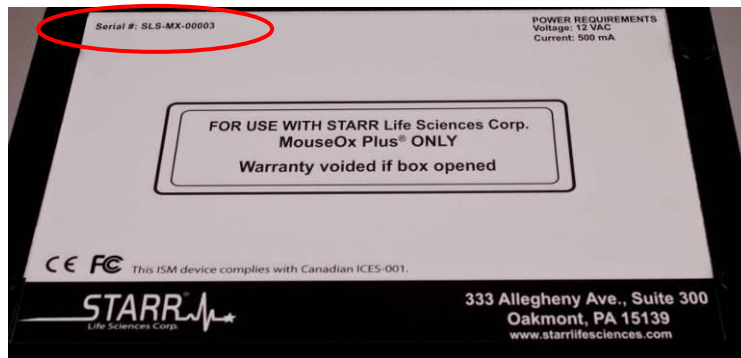 Serial #: SLS-MX-00003
POWER REQUIREMENTS
Voltage: 12 VAC
Current: 500 mA
FOR USE WITH STARR Life Sciences Corp.
MouseOx Plus® ONLY
Warranty voided if box opened
CE FC This ISM device complies with Canadian ICES-001.
STARR
Life Sciences Corp.
333 Allegheny Ave., Suite 300
Oakmont, PA 15139
www.starrlifesciences.com